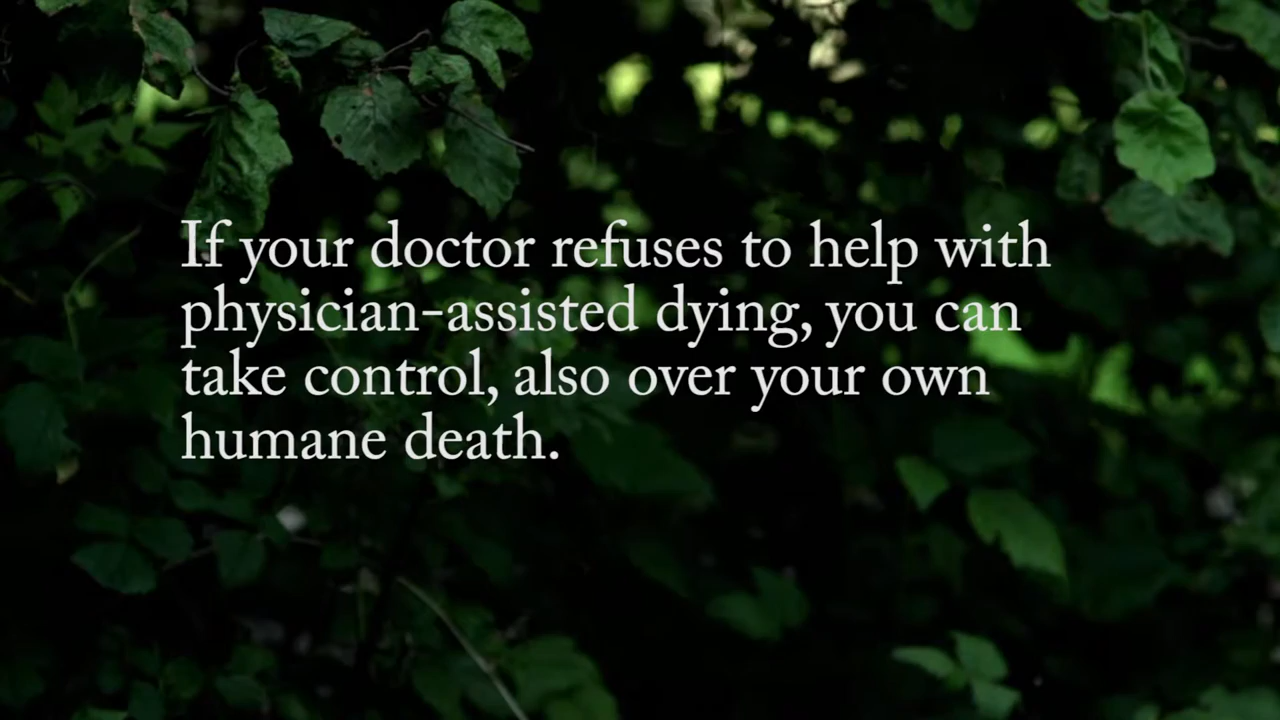 If your doctor refuses to help with
physician-assisted dying, you can
take control, also over your own
humane death.